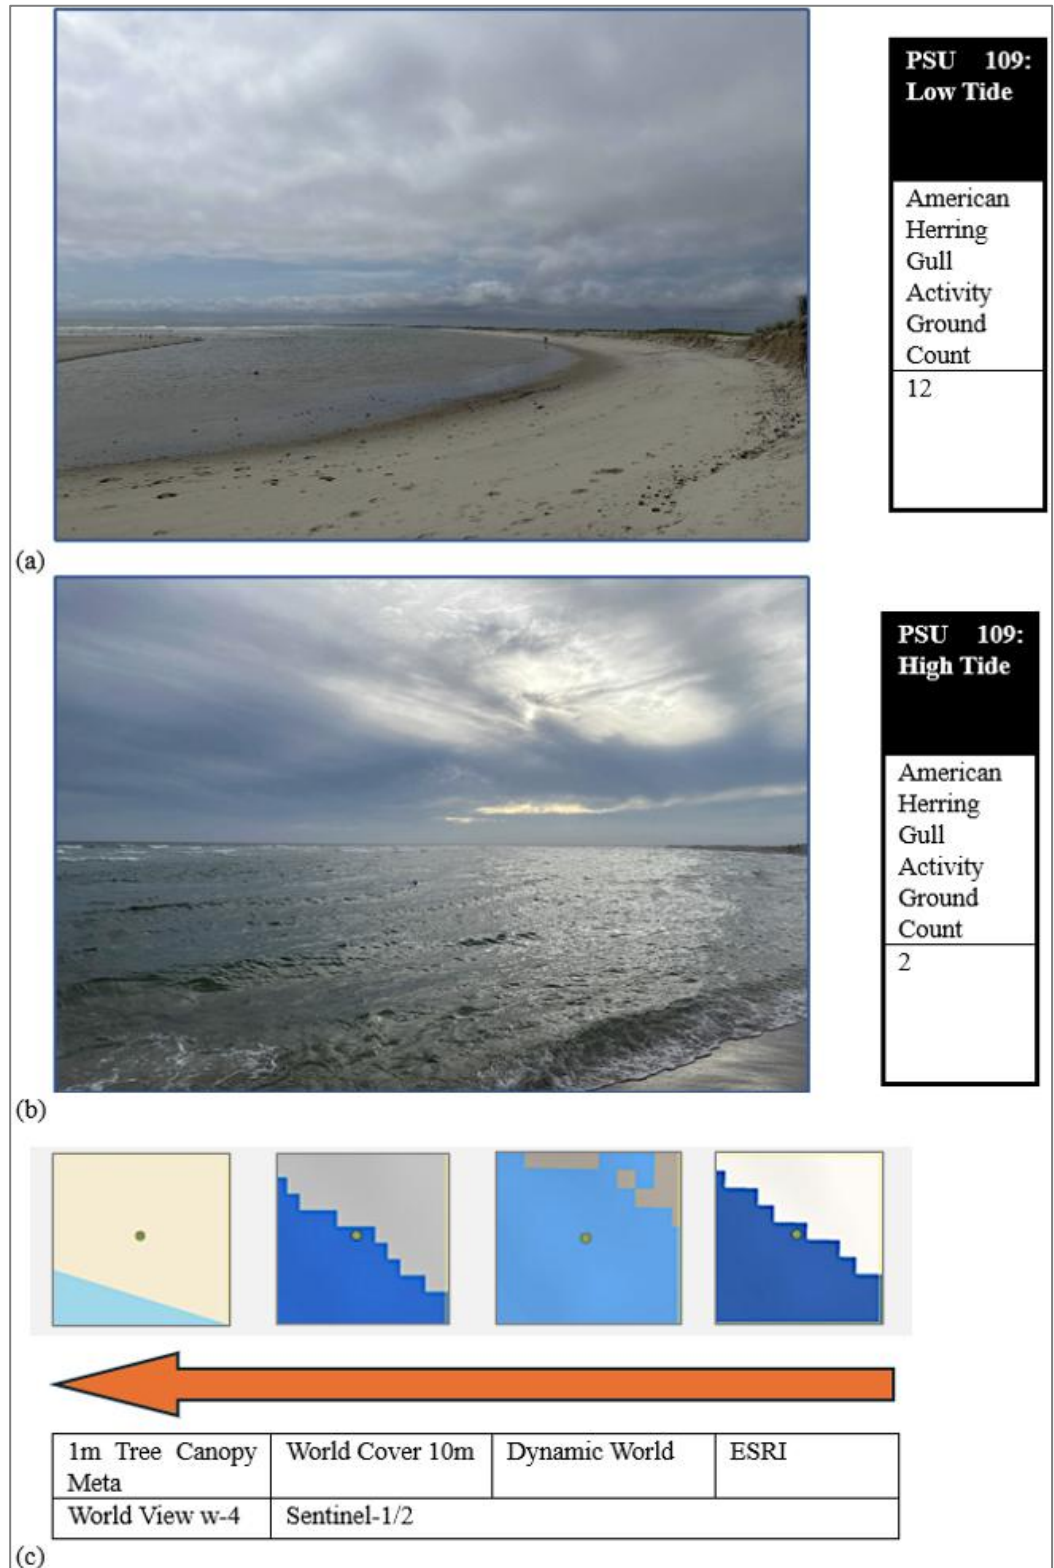 PSU 109:
Low Tide
American
Herring
Gull
Activity
Ground
Count
12
(a)
PSU 109:
High Tide
American
Herring
Gull
Activity
Ground
Count
2
(b)
1m Tree Canopy
Meta
World Cover 10m
Dynamic World
ESRI
World View w-4
Sentinel-1/2
(c)